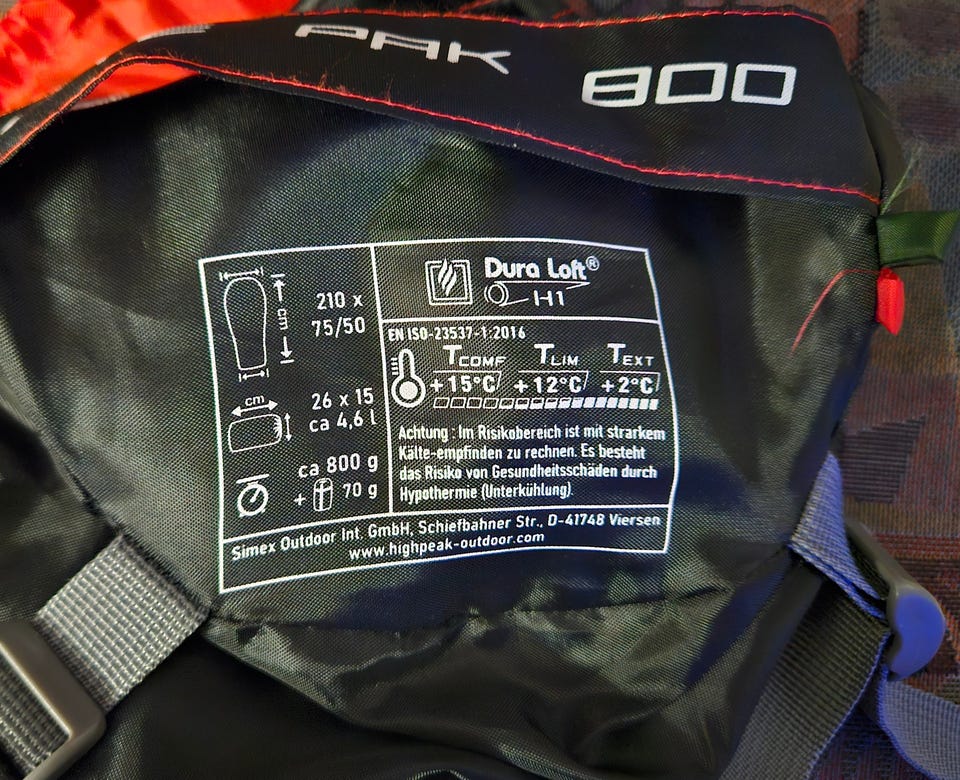 PAK 800
210 x
75/50
cm
cm
26 x 15
ca 4,6 l
ca 800 g
+ 70 g
Dura Loft®
H1
EN ISO-23537-1:2016
TCOMF TLIM TEXT
+15°C/ +12°C/ +2°C/
Achtung : Im Risikobereich ist mit strarkem
Kälte-empfinden zu rechnen. Es besteht
das Risiko von Gesundheitsschäden durch
Hypothermie (Unterkühlung).
Simex Outdoor Int. GmbH, Schiefbahner Str., D-41748 Viersen
www.highpeak-outdoor.com